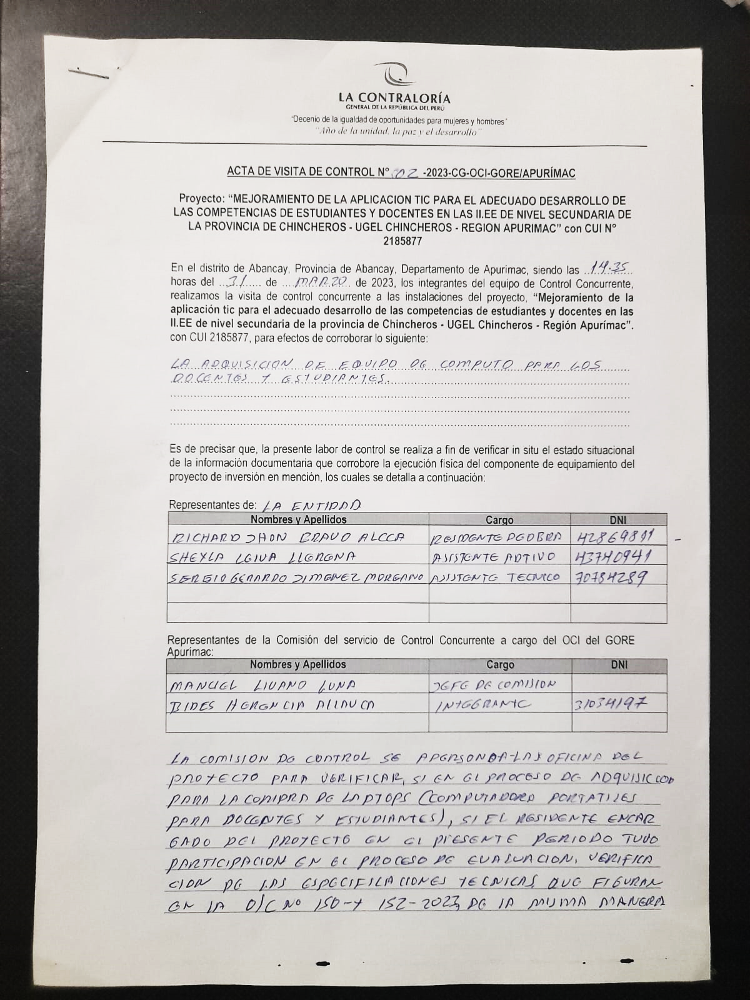 LA CONTRALORÍA
GENERAL DE LA REPÚBLICA DEL PERÚ
"Decenio de la igualdad de oportunidades para mujeres y hombres"
¨Año de la unidad, la paz y el desarrollo¨
ACTA DE VISITA DE CONTROL N° 002 -2023-CG-OCI-GORE/APURÍMAC
Proyecto: “MEJORAMIENTO DE LA APLICACION TIC PARA EL ADECUADO DESARROLLO DE
LAS COMPETENCIAS DE ESTUDIANTES Y DOCENTES EN LAS II.EE DE NIVEL SECUNDARIA DE
LA PROVINCIA DE CHINCHEROS - UGEL CHINCHEROS - REGION APURIMAC” con CUI N°
2185877
En el distrito de Abancay, Provincia de Abancay, Departamento de Apurimac, siendo las 14.35
horas del 31 de MARZO de 2023, los integrantes del equipo de Control Concurrente,
realizamos la visita de control concurrente a las instalaciones del proyecto, “Mejoramiento de la
aplicación tic para el adecuado desarrollo de las competencias de estudiantes y docentes en las
II.EE de nivel secundaria de la provincia de Chincheros - UGEL Chincheros - Región Apurímac”.
con CUI 2185877, para efectos de corroborar lo siguiente:
LA ADQUISICION DE EQUIPO DE COMPUTO PARA LOS
DOCENTES Y ESTUDIANTES.
Es de precisar que, la presente labor de control se realiza a fin de verificar in situ el estado situacional
de la información documentaria que corrobore la ejecución física del componente de equipamiento del
proyecto de inversión en mención, los cuales se detalla a continuación:
Representantes de: LA ENTIDAD
Nombres y Apellidos Cargo DNI
RICHARD JHON BRAVO ALCCA RESIDENTE DE OBRA 42869811
SHEYLA LEIVA LLERENA ASISTENTE ADTIVO 43740941
SERGIO GERARDO JIMENEZ MOREANO ASISTENTE TECNICO 70784289
Representantes de la Comisión del servicio de Control Concurrente a cargo del OCI del GORE
Apurímac:
Nombres y Apellidos Cargo DNI
MANUEL LIVANO LUNA JEFE DE COMISION
BIDES HERENCIA ALLAUCA INTEGRANTE 31034197
LA COMISION DE CONTROL SE APERSONO A LAS OFICINA DEL
PROYECTO PARA VERIFICAR, SI EN EL PROCESO DE ADQUISICION
PARA LA COMPRA DE LAPTOPS (COMPUTADORA PORTATILES
PARA DOCENTES Y ESTUDIANTES), SI EL RESIDENTE ENCAR
GADO DEL PROYECTO EN EL PRESENTE PERIODO TUVO
PARTICIPACION EN EL PROCESO DE EVALUACION, VERIFICA
CION DE LAS ESPECIFICACIONES TECNICAS QUE FIGURAN
EN LA O/C NO 150-Y 152-2023, DE LA MISMA MANERA